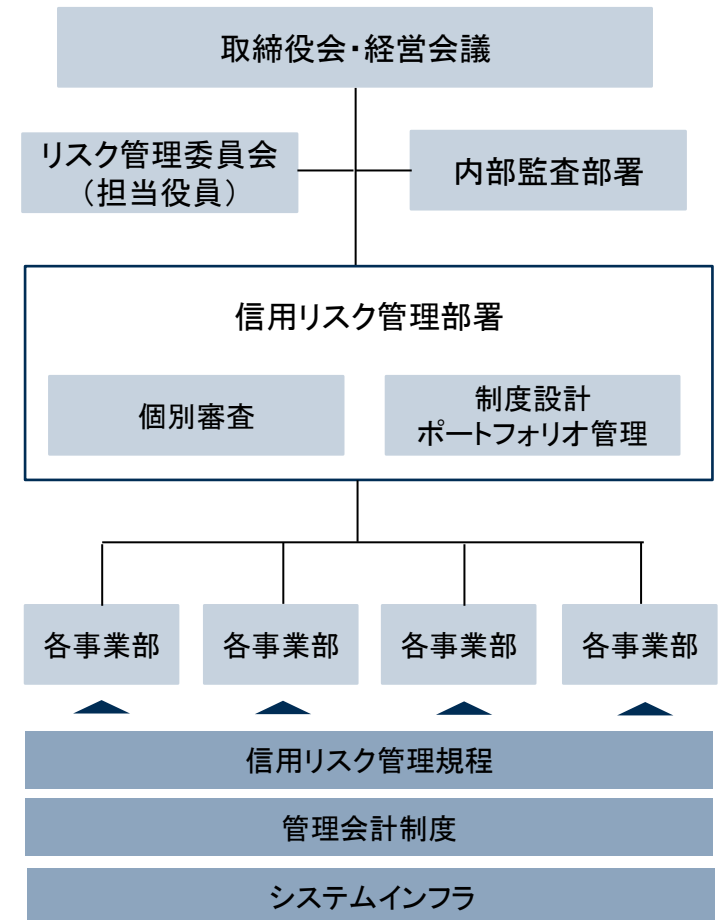 取締役会・経営会議
リスク管理委員会
（担当役員）
内部監査部署
信用リスク管理部署
個別審査
制度設計
ポートフォリオ管理
各事業部
各事業部
各事業部
各事業部
信用リスク管理規程
管理会計制度
システムインフラ